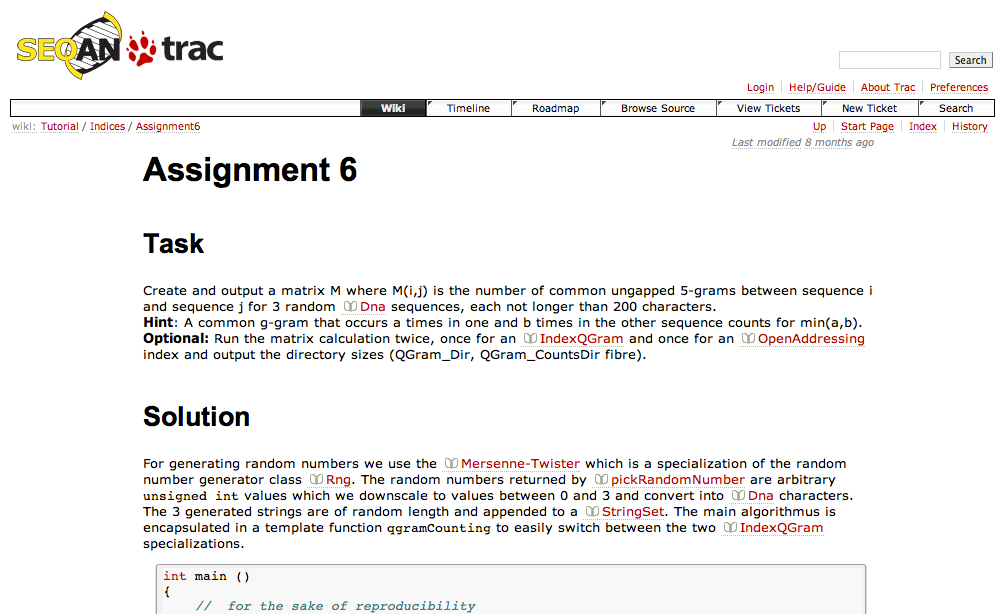 SEQAN trac
Search
Login Help/Guide About Trac Preferences
Wiki Timeline Roadmap Browse Source View Tickets New Ticket Search
wiki: Tutorial / Indices / Assignment6 Up Start Page Index History
Last modified 8 months ago
Assignment 6
Task
Create and output a matrix M where M(i,j) is the number of common ungapped 5-grams between sequence i
and sequence j for 3 random Dna sequences, each not longer than 200 characters.
Hint: A common g-gram that occurs a times in one and b times in the other sequence counts for min(a,b).
Optional: Run the matrix calculation twice, once for an IndexQGram and once for an OpenAddressing
index and output the directory sizes (QGram_Dir, QGram_CountsDir fibre).
Solution
For generating random numbers we use the Mersenne-Twister which is a specialization of the random
number generator class Rng. The random numbers returned by pickRandomNumber are arbitrary
unsigned int values which we downscale to values between 0 and 3 and convert into Dna characters.
The 3 generated strings are of random length and appended to a StringSet. The main algorithmus is
encapsulated in a template function qgramCounting to easily switch between the two IndexQGram
specializations.
int main ()
{
// for the sake of reproducibility